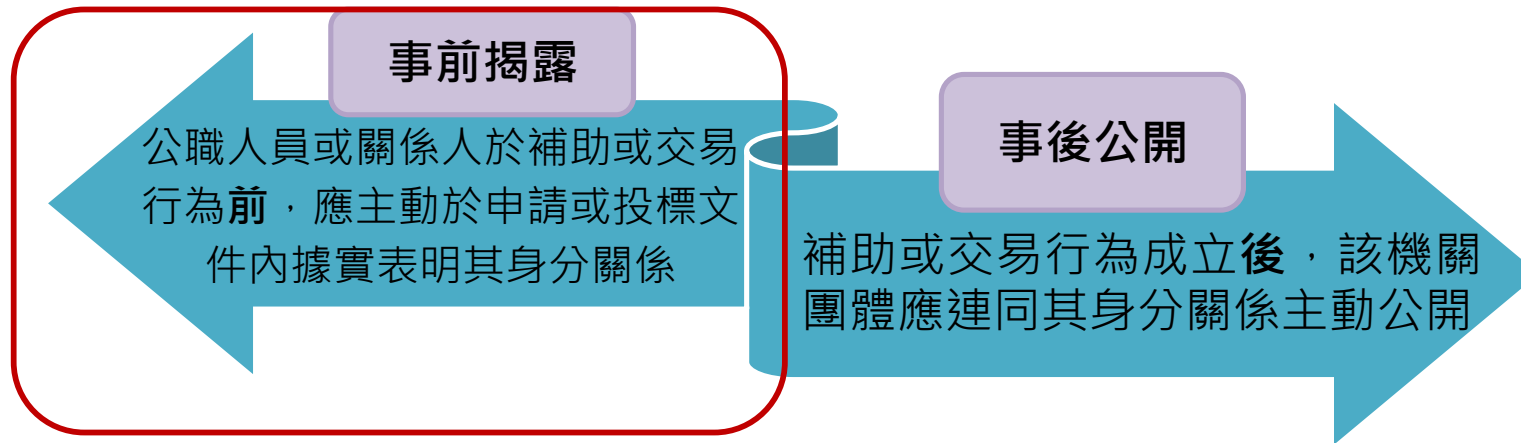 事前揭露
公職人員或關係人於補助或交易
行為前，應主動於申請或投標文
件內據實表明其身分關係
事後公開
補助或交易行為成立後，該機關
團體應連同其身分關係主動公開